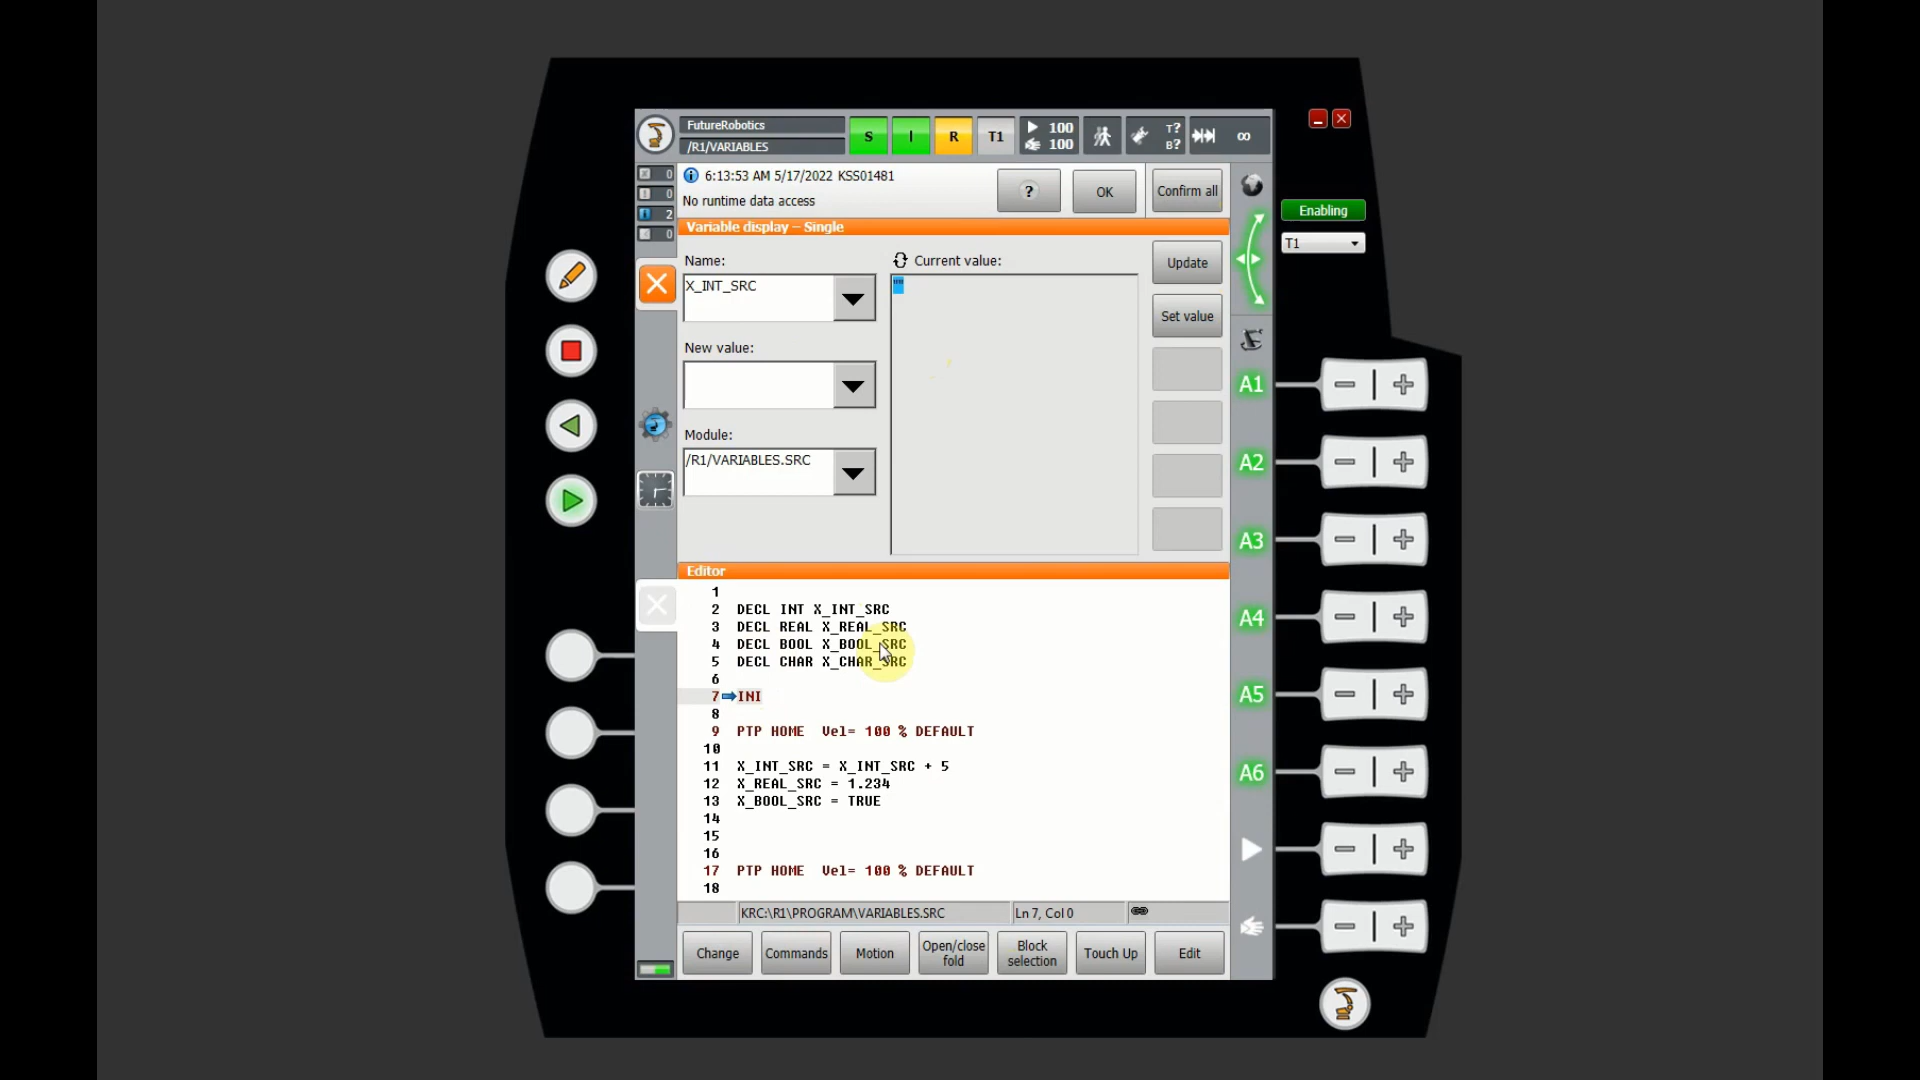 FutureRobotics
/R1/VARIABLES
S
I
R
T1
100
100
T?
B?
∞
0
0
2
0
6:13:53 AM 5/17/2022 KSS01481
No runtime data access
?
OK
Confirm all
Variable display – Single
Name:
X_INT_SRC
New value:
Module:
/R1/VARIABLES.SRC
Current value:
""
Update
Set value
Enabling
T1
A1
A2
A3
A4
A5
A6
Editor
1
2 DECL INT X_INT_SRC
3 DECL REAL X_REAL_SRC
4 DECL BOOL X_BOOL_SRC
5 DECL CHAR X_CHAR_SRC
6
7 INI
8
9 PTP HOME Vel= 100 % DEFAULT
10
11 X_INT_SRC = X_INT_SRC + 5
12 X_REAL_SRC = 1.234
13 X_BOOL_SRC = TRUE
14
15
16
17 PTP HOME Vel= 100 % DEFAULT
18
KRC:\R1\PROGRAM\VARIABLES.SRC
Ln 7, Col 0
Change
Commands
Motion
Open/close
fold
Block
selection
Touch Up
Edit